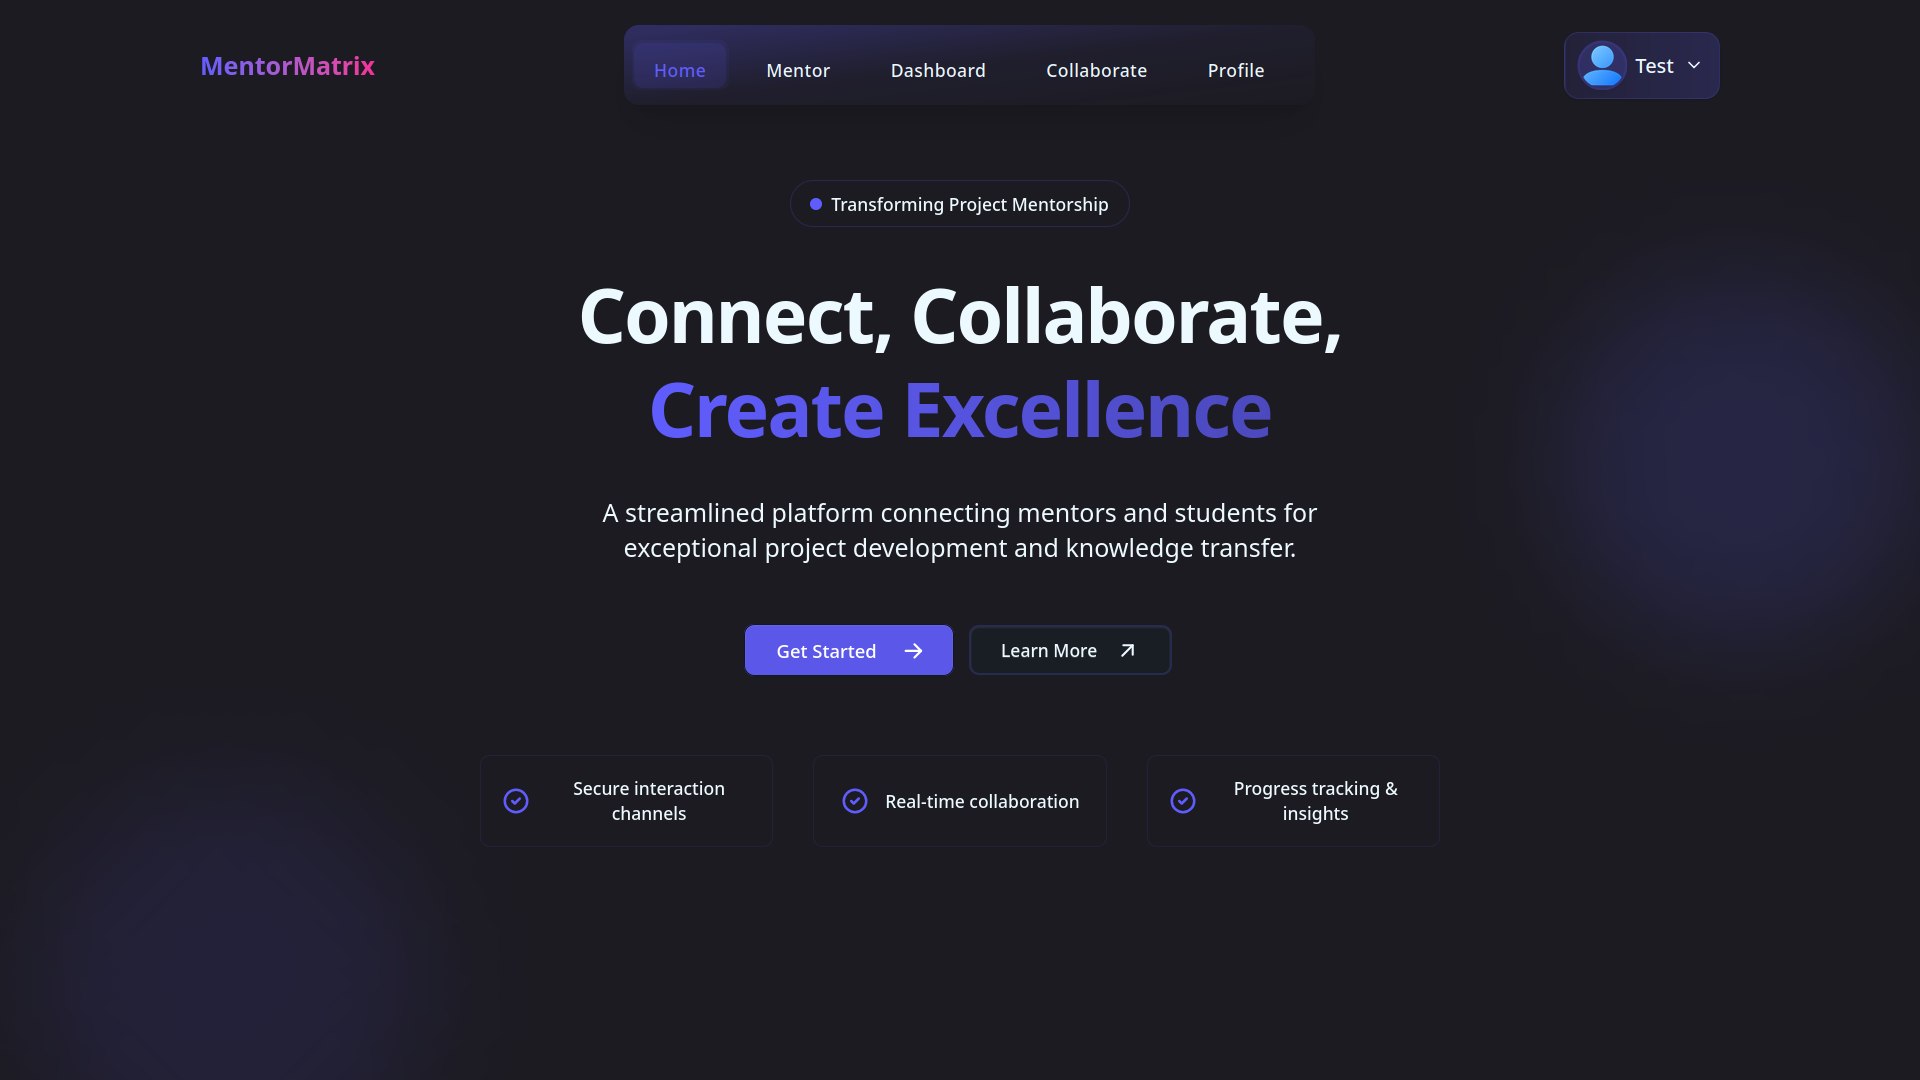 MentorMatrix
Home
Mentor
Dashboard
Collaborate
Profile
Test
Transforming Project Mentorship
Connect, Collaborate,
Create Excellence
A streamlined platform connecting mentors and students for
exceptional project development and knowledge transfer.
Get Started
Learn More
Secure interaction
channels
Real-time collaboration
Progress tracking &
insights